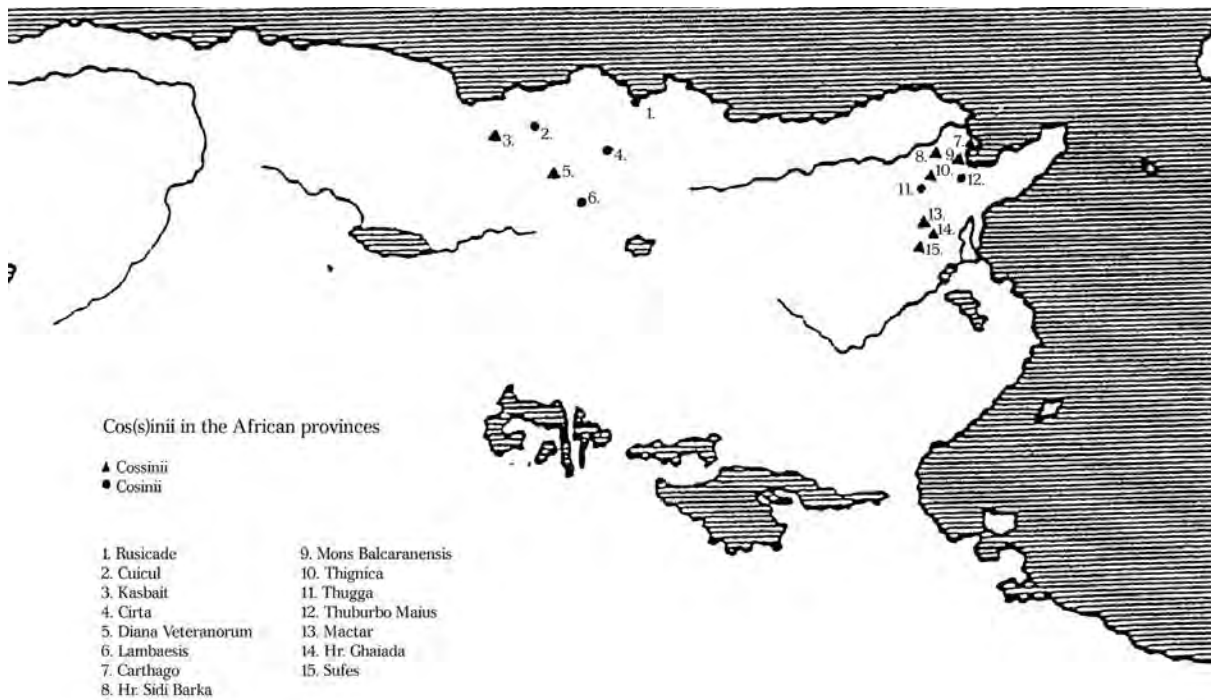 1.
2.
3.
4.
5.
6.
7.
8.
9.
10.
11.
12.
13.
14.
15.
Cos(s)inii in the African provinces
▲ Cossinii
● Cosinii
1. Rusicade
2. Cuicul
3. Kasbait
4. Cirta
5. Diana Veteranorum
6. Lambaesis
7. Carthago
8. Hr. Sidi Barka
9. Mons Balcaranensis
10. Thignica
11. Thugga
12. Thuburbo Maius
13. Mactar
14. Hr. Ghaiada
15. Sufes